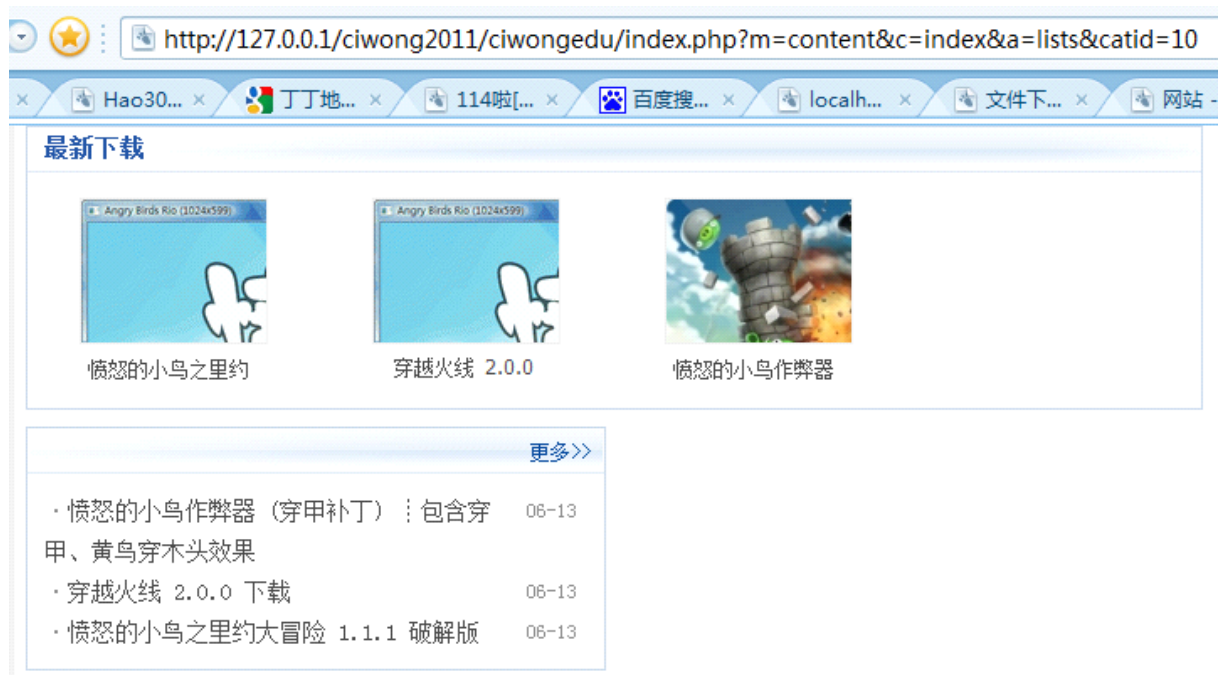 http://127.0.0.1/ciwong2011/ciwongedu/index.php?m=content&c=index&a=lists&catid=10
Hao30... × 丁丁地... × 114啦[... × 百度搜... × localh... × 文件下... × 网站 -
最新下载
Angry Birds Rio (1024x599) Angry Birds Rio (1024x599)
愤怒的小鸟之里约 穿越火线 2.0.0 愤怒的小鸟作弊器
更多>>
·愤怒的小鸟作弊器（穿甲补丁）┊包含穿 06-13
甲、黄鸟穿木头效果
·穿越火线 2.0.0 下载 06-13
·愤怒的小鸟之里约大冒险 1.1.1 破解版 06-13